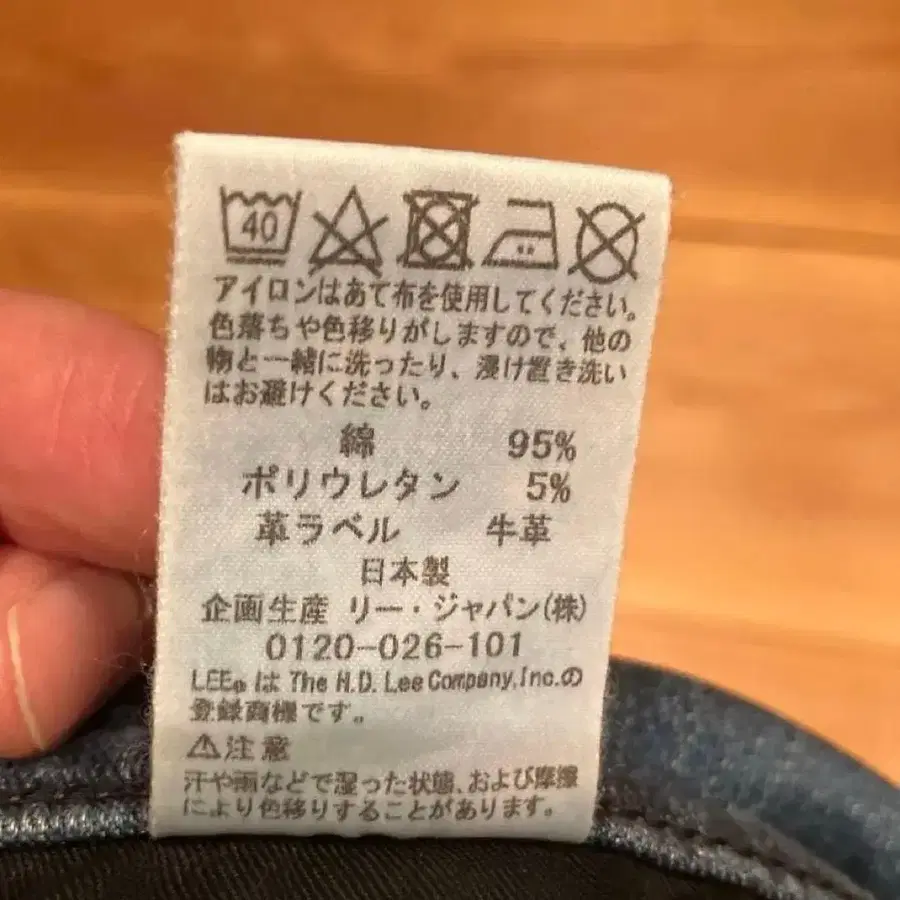 40
アイロンはあて布を使用してください。
色落ちや色移りがしますので、他の
物と一緒に洗ったり、浸け置き洗い
はお避けください。
綿 95%
ポリウレタン 5%
革ラベル 牛革
日本製
企画生産 リー・ジャパン(株)
0120-026-101
LEE®は The H.D. Lee Company, Inc.の
登録商標です。
⚠注意
汗や雨などで湿った状態、および摩擦
により色移りすることがあります。